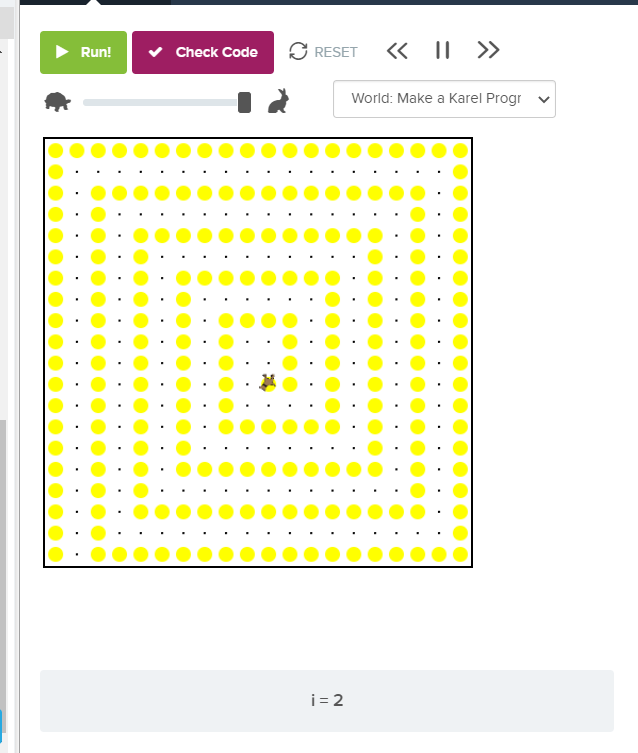 Run!
Check Code
RESET
World: Make a Karel Progr
i = 2